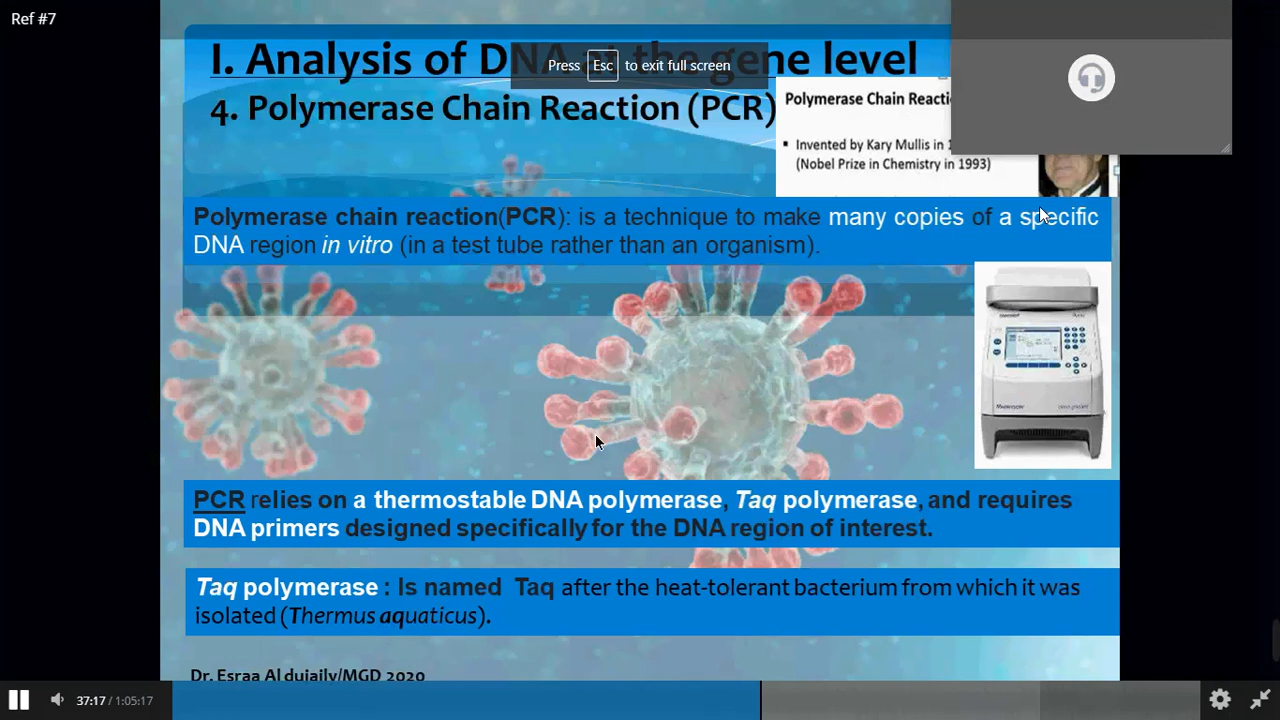 Ref #7
I. Analysis of DNA at the gene level
Press Esc to exit full screen
4. Polymerase Chain Reaction (PCR)
Polymerase Chain Reacti
▪ Invented by Kary Mullis in 1
(Nobel Prize in Chemistry in 1993)
Polymerase chain reaction(PCR): is a technique to make many copies of a specific
DNA region in vitro (in a test tube rather than an organism).
PCR relies on a thermostable DNA polymerase, Taq polymerase, and requires
DNA primers designed specifically for the DNA region of interest.
Taq polymerase : Is named Taq after the heat-tolerant bacterium from which it was
isolated (Thermus aquaticus).
Dr. Esraa Al dujaily/MGD 2020
37:17 / 1:05:17